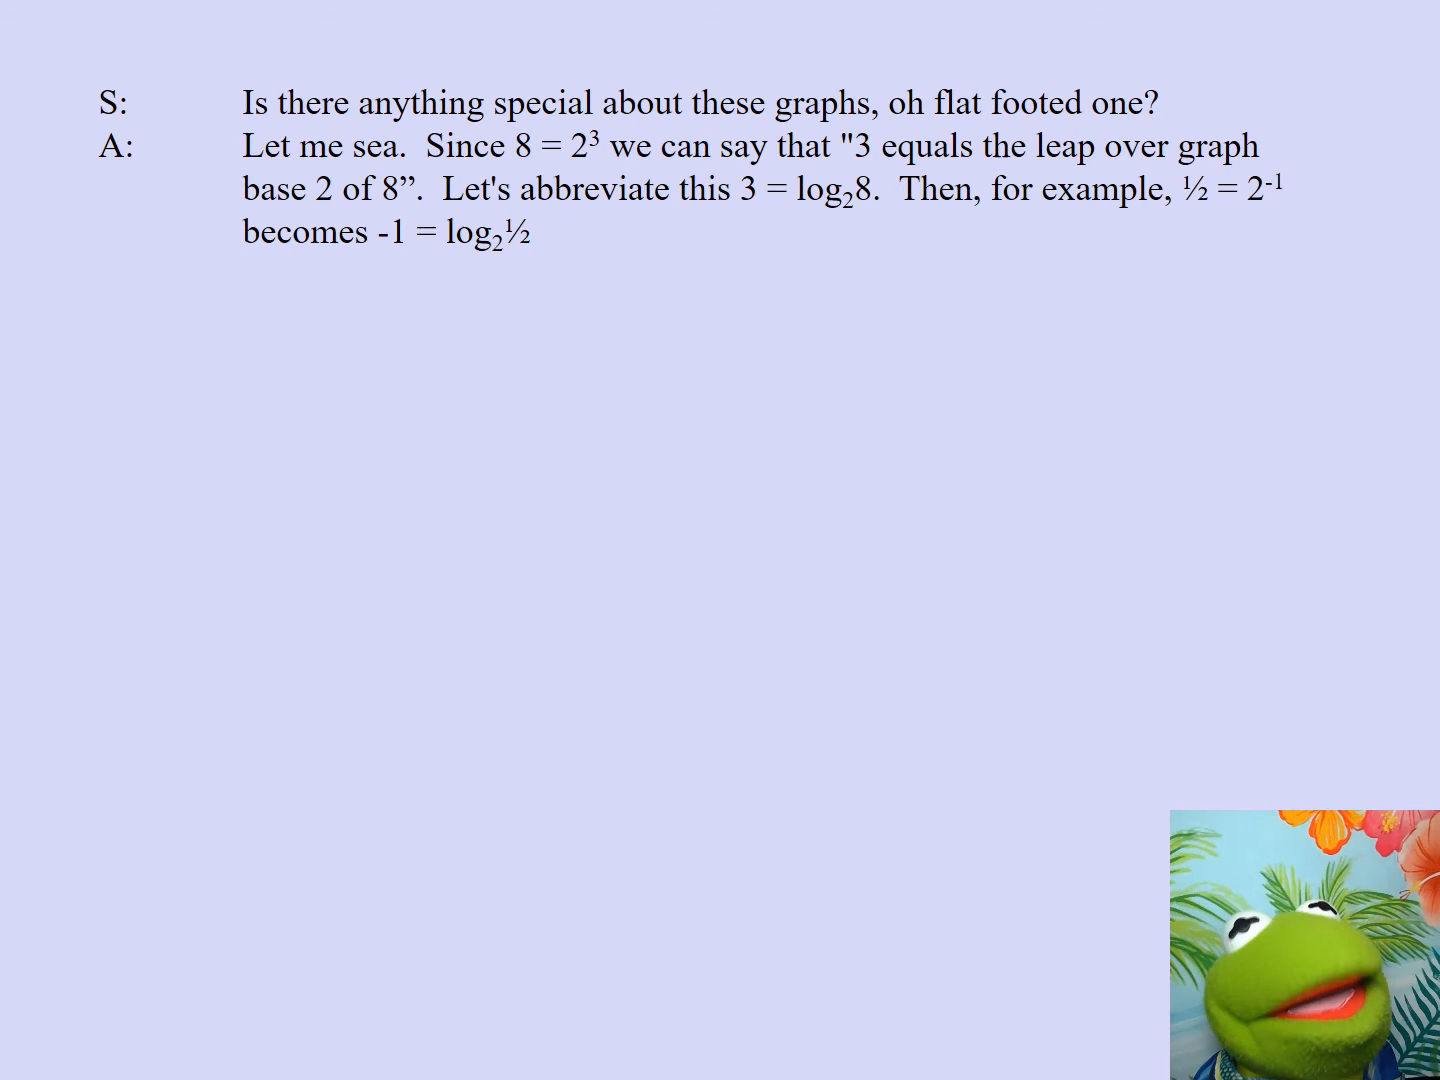 S: Is there anything special about these graphs, oh flat footed one?
A: Let me sea. Since 8 = 2³ we can say that "3 equals the leap over graph
base 2 of 8”. Let's abbreviate this 3 = log₂8. Then, for example, ½ = 2⁻¹
becomes -1 = log₂½